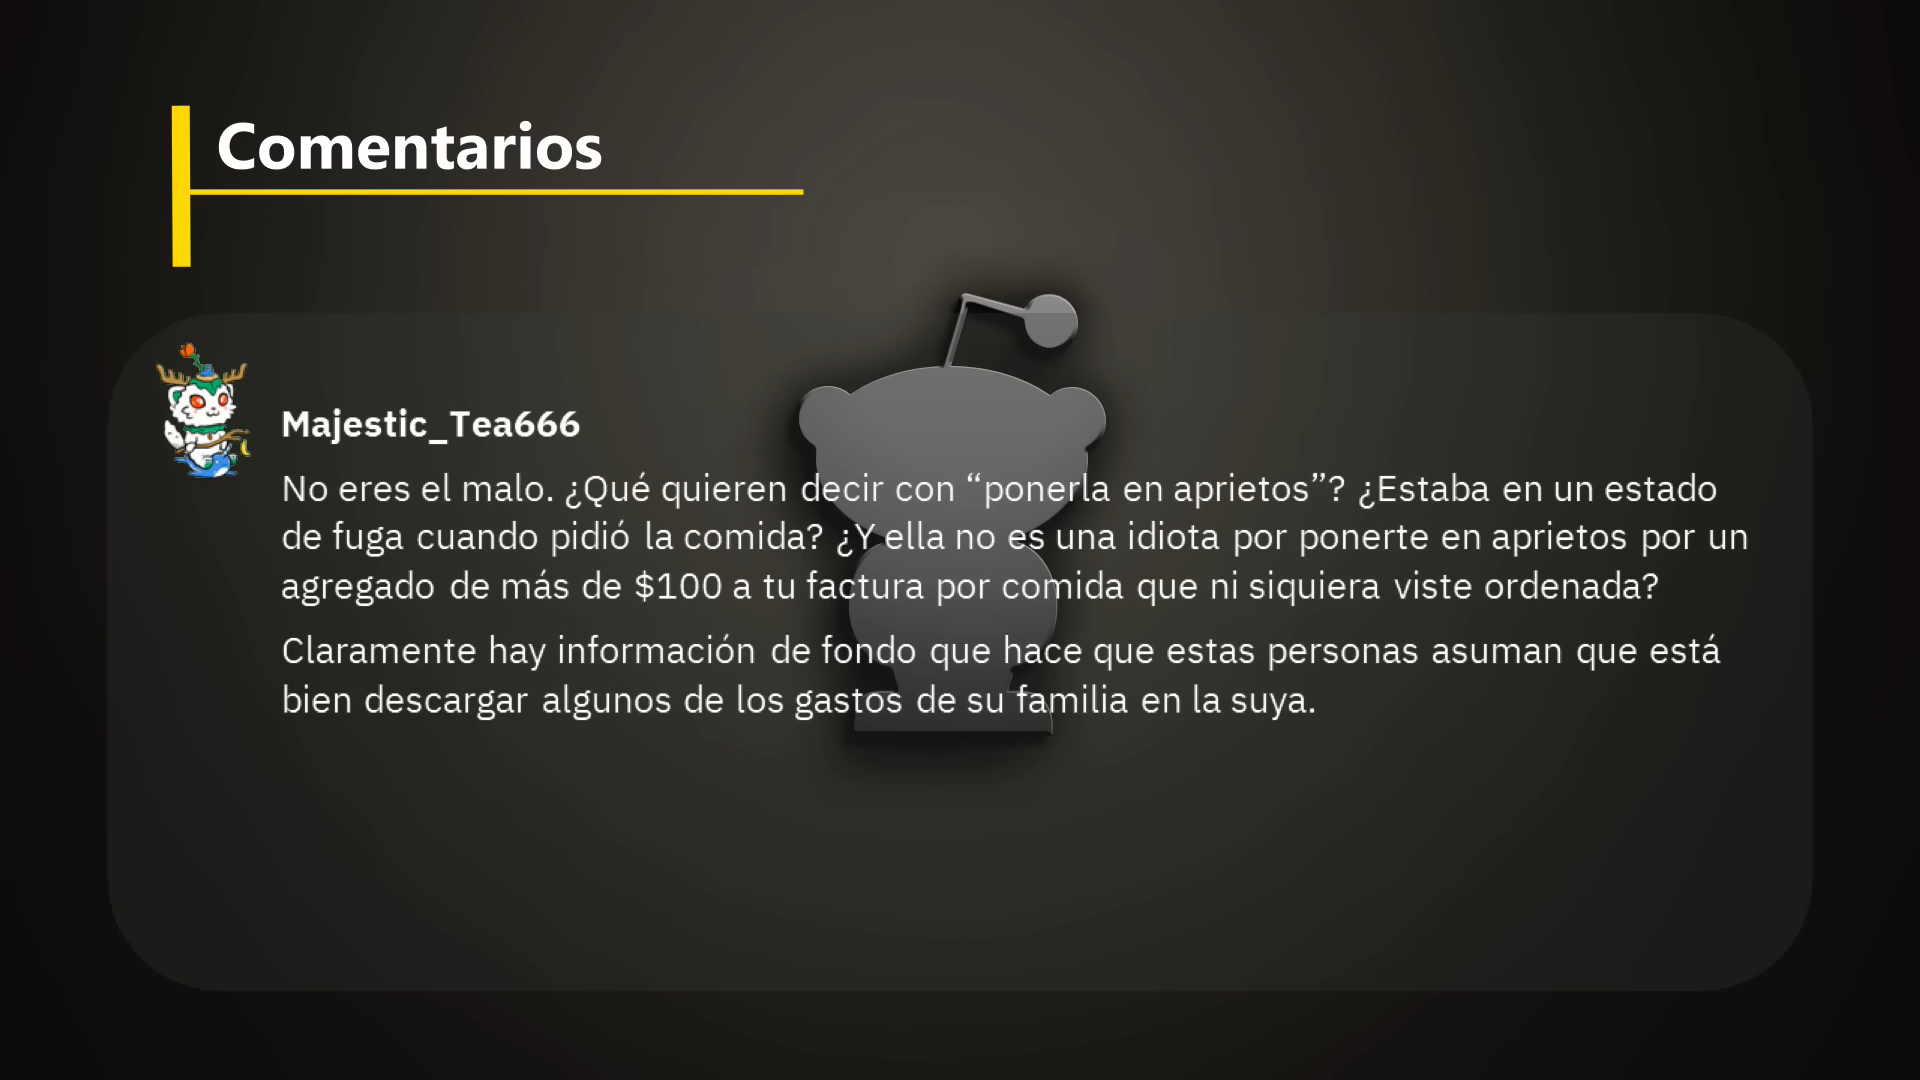 Comentarios
Majestic_Tea666
No eres el malo. ¿Qué quieren decir con “ponerla en aprietos”? ¿Estaba en un estado
de fuga cuando pidió la comida? ¿Y ella no es una idiota por ponerte en aprietos por un
agregado de más de $100 a tu factura por comida que ni siquiera viste ordenada?
Claramente hay información de fondo que hace que estas personas asuman que está
bien descargar algunos de los gastos de su familia en la suya.